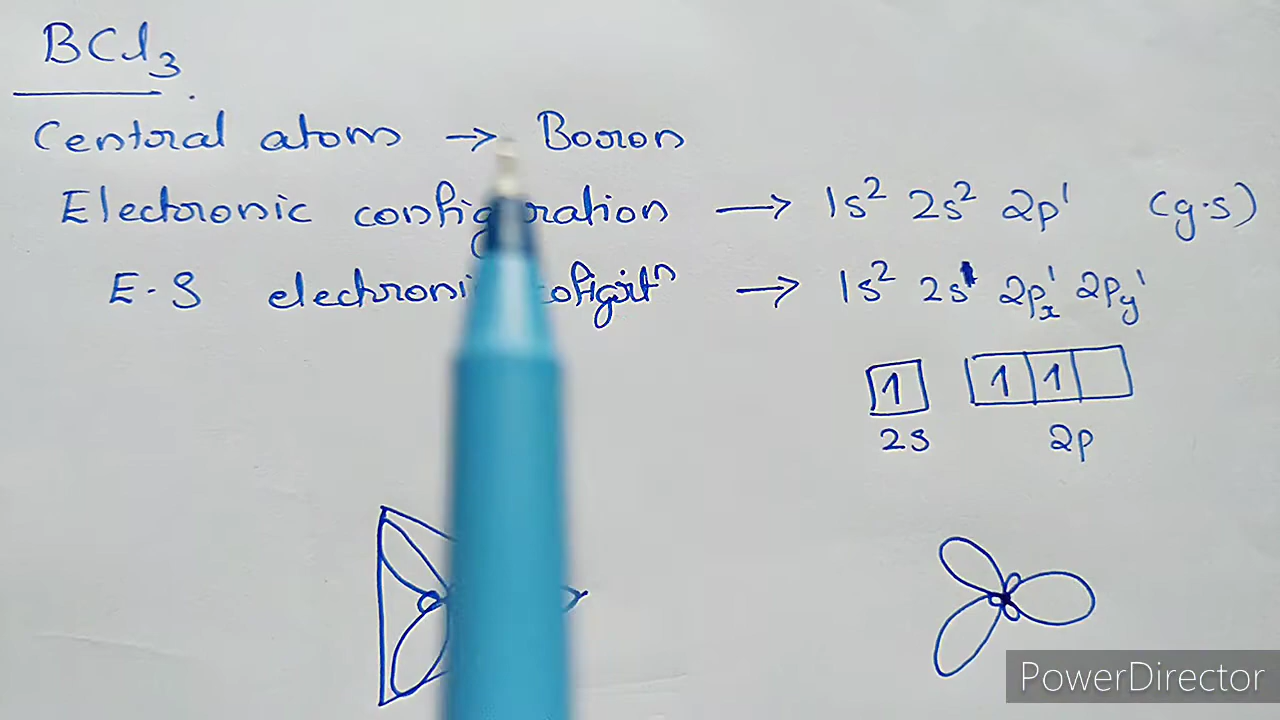 BCl3
Central atom → Boron
Electronic configuration → 1s² 2s² 2p¹ (g.s)
E.S electronic → 1s² 2s¹ 2px¹ 2py¹
1 1 1
2s 2p
PowerDirector